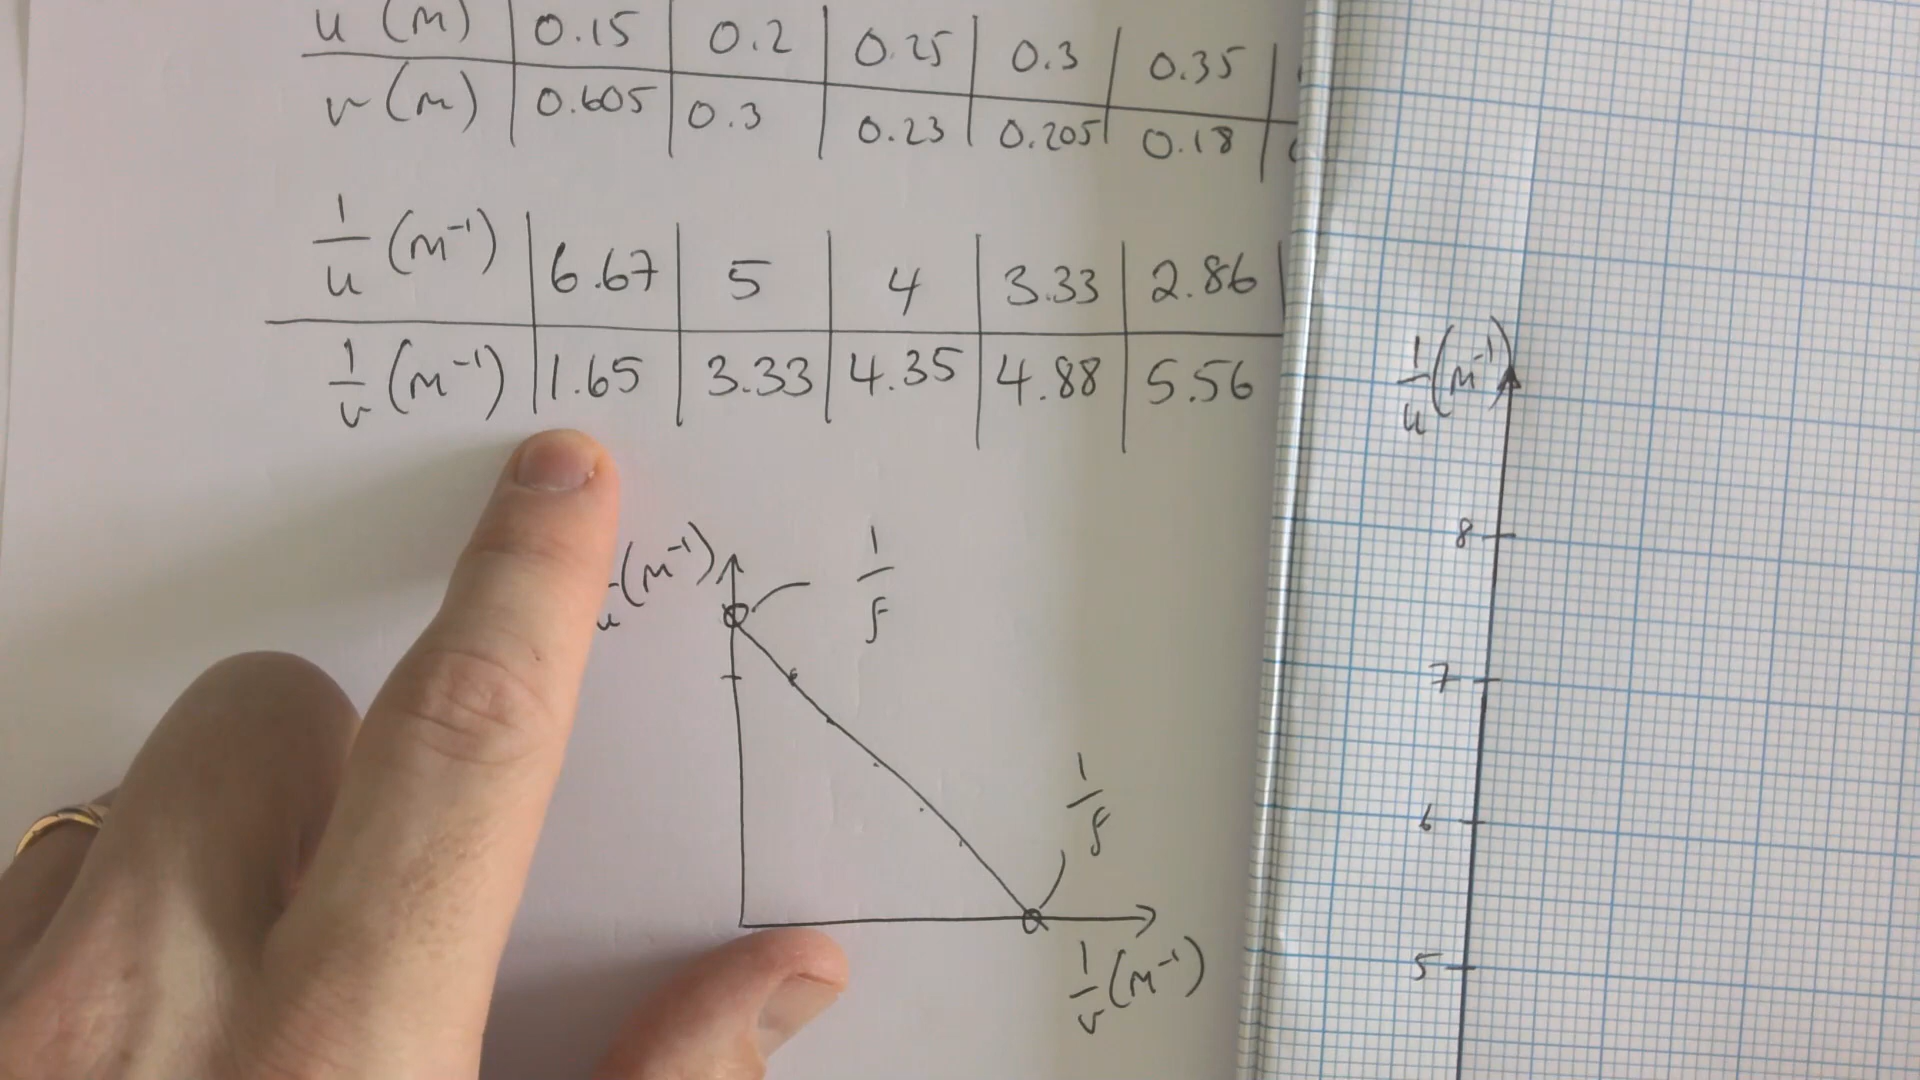 u (m) 0.15 0.2 0.25 0.3 0.35
v (m) 0.605 0.3 0.23 0.205 0.18
1/u (m⁻¹) 6.67 5 4 3.33 2.86
1/v (m⁻¹) 1.65 3.33 4.35 4.88 5.56
u (m⁻¹)
1/f
1/f
1/v (m⁻¹)
1/u (m⁻¹)
8
7
6
5